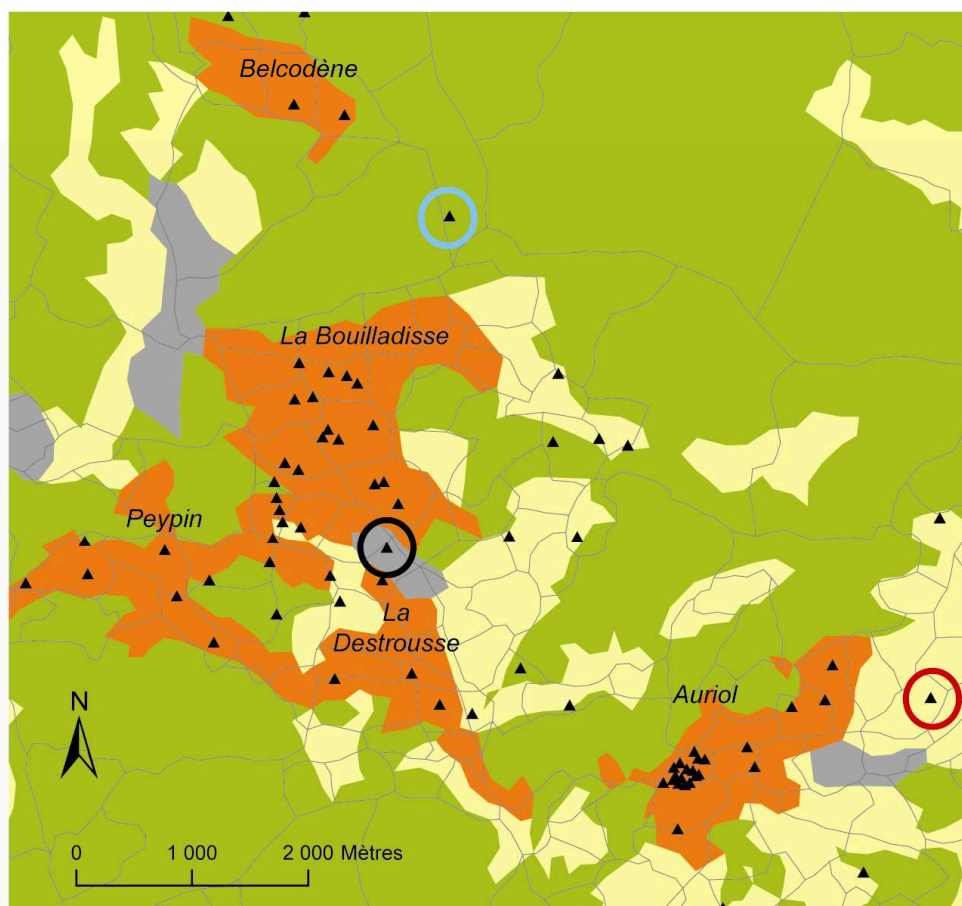 Belcodène
La Bouilladisse
Peypin
La
Destrousse
Auriol
N
0 1 000 2 000 Mètres